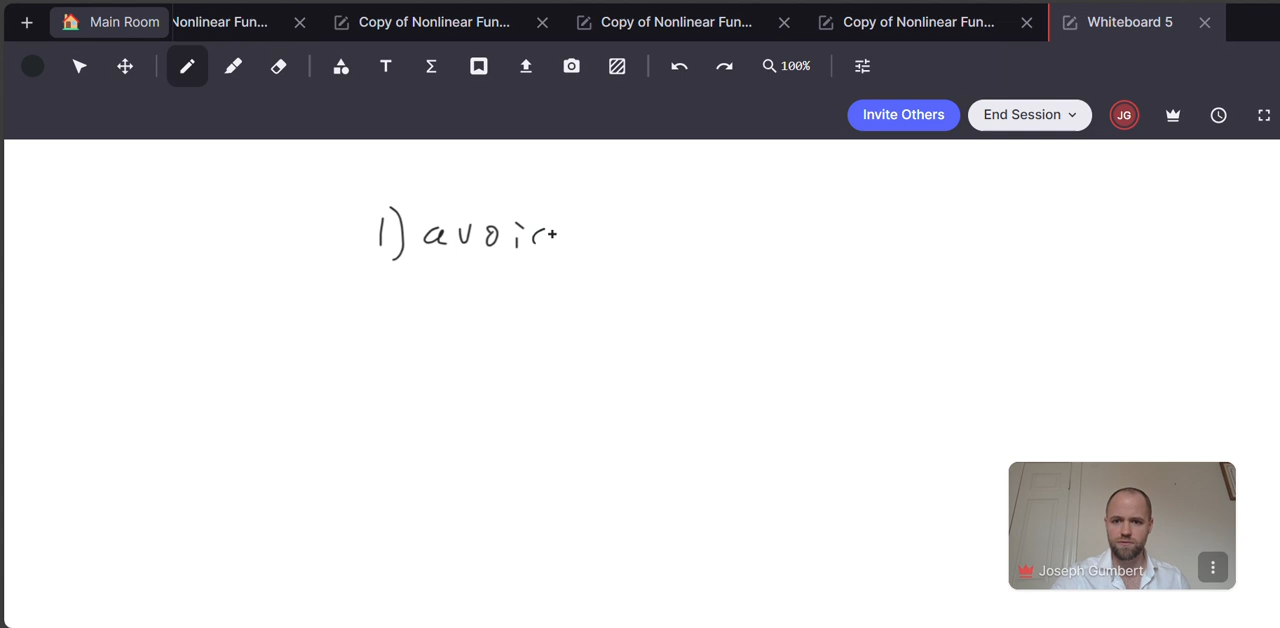 Main Room
Nonlinear Fun...
Copy of Nonlinear Fun...
Copy of Nonlinear Fun...
Copy of Nonlinear Fun...
Whiteboard 5
T
Σ
100%
Invite Others
End Session
JG
1) avoi
Joseph Gumbert